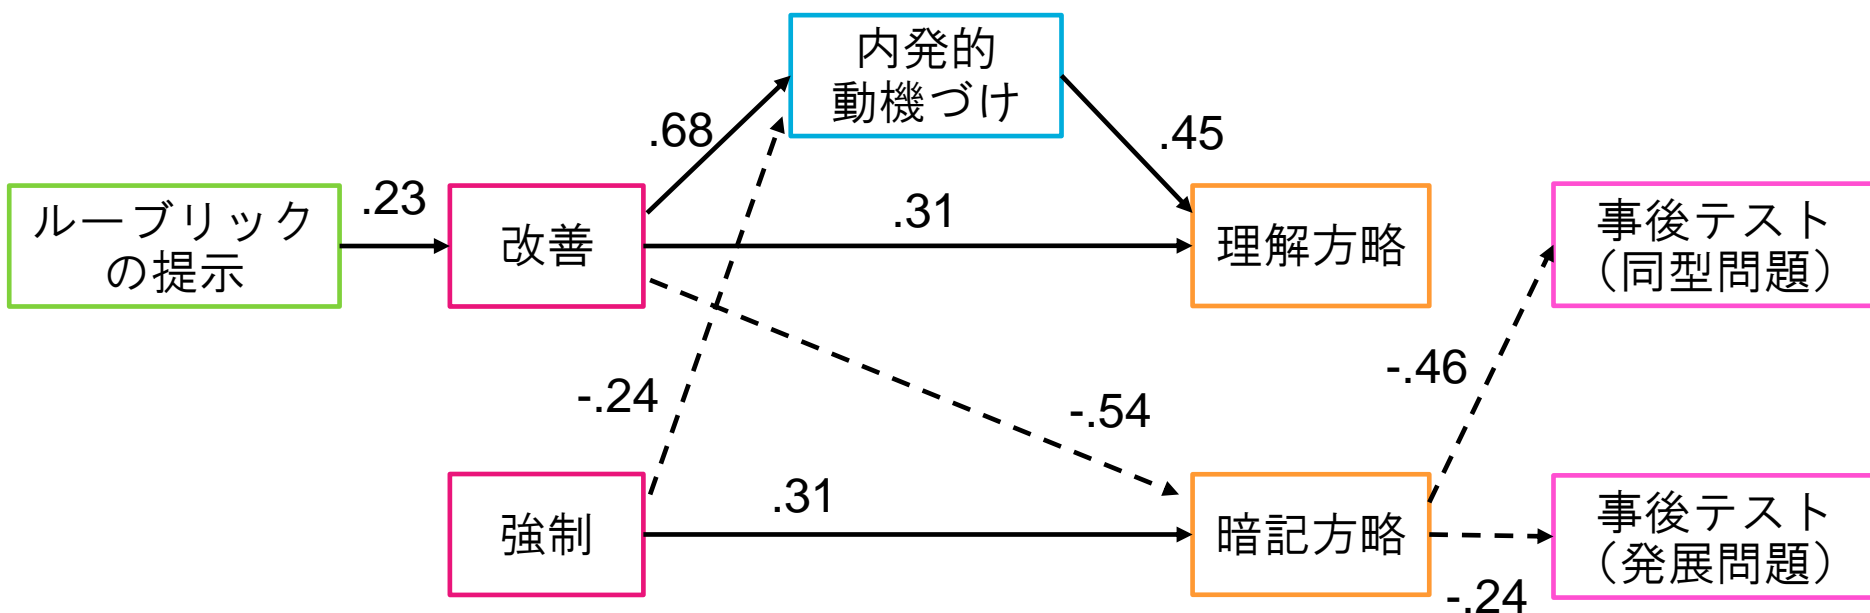 内発的
動機づけ
.68
.45
ルーブリック
の提示
.23
改善
.31
理解方略
事後テスト
（同型問題）
-.24
-.54
-.46
強制
.31
暗記方略
事後テスト
（発展問題）
-.24